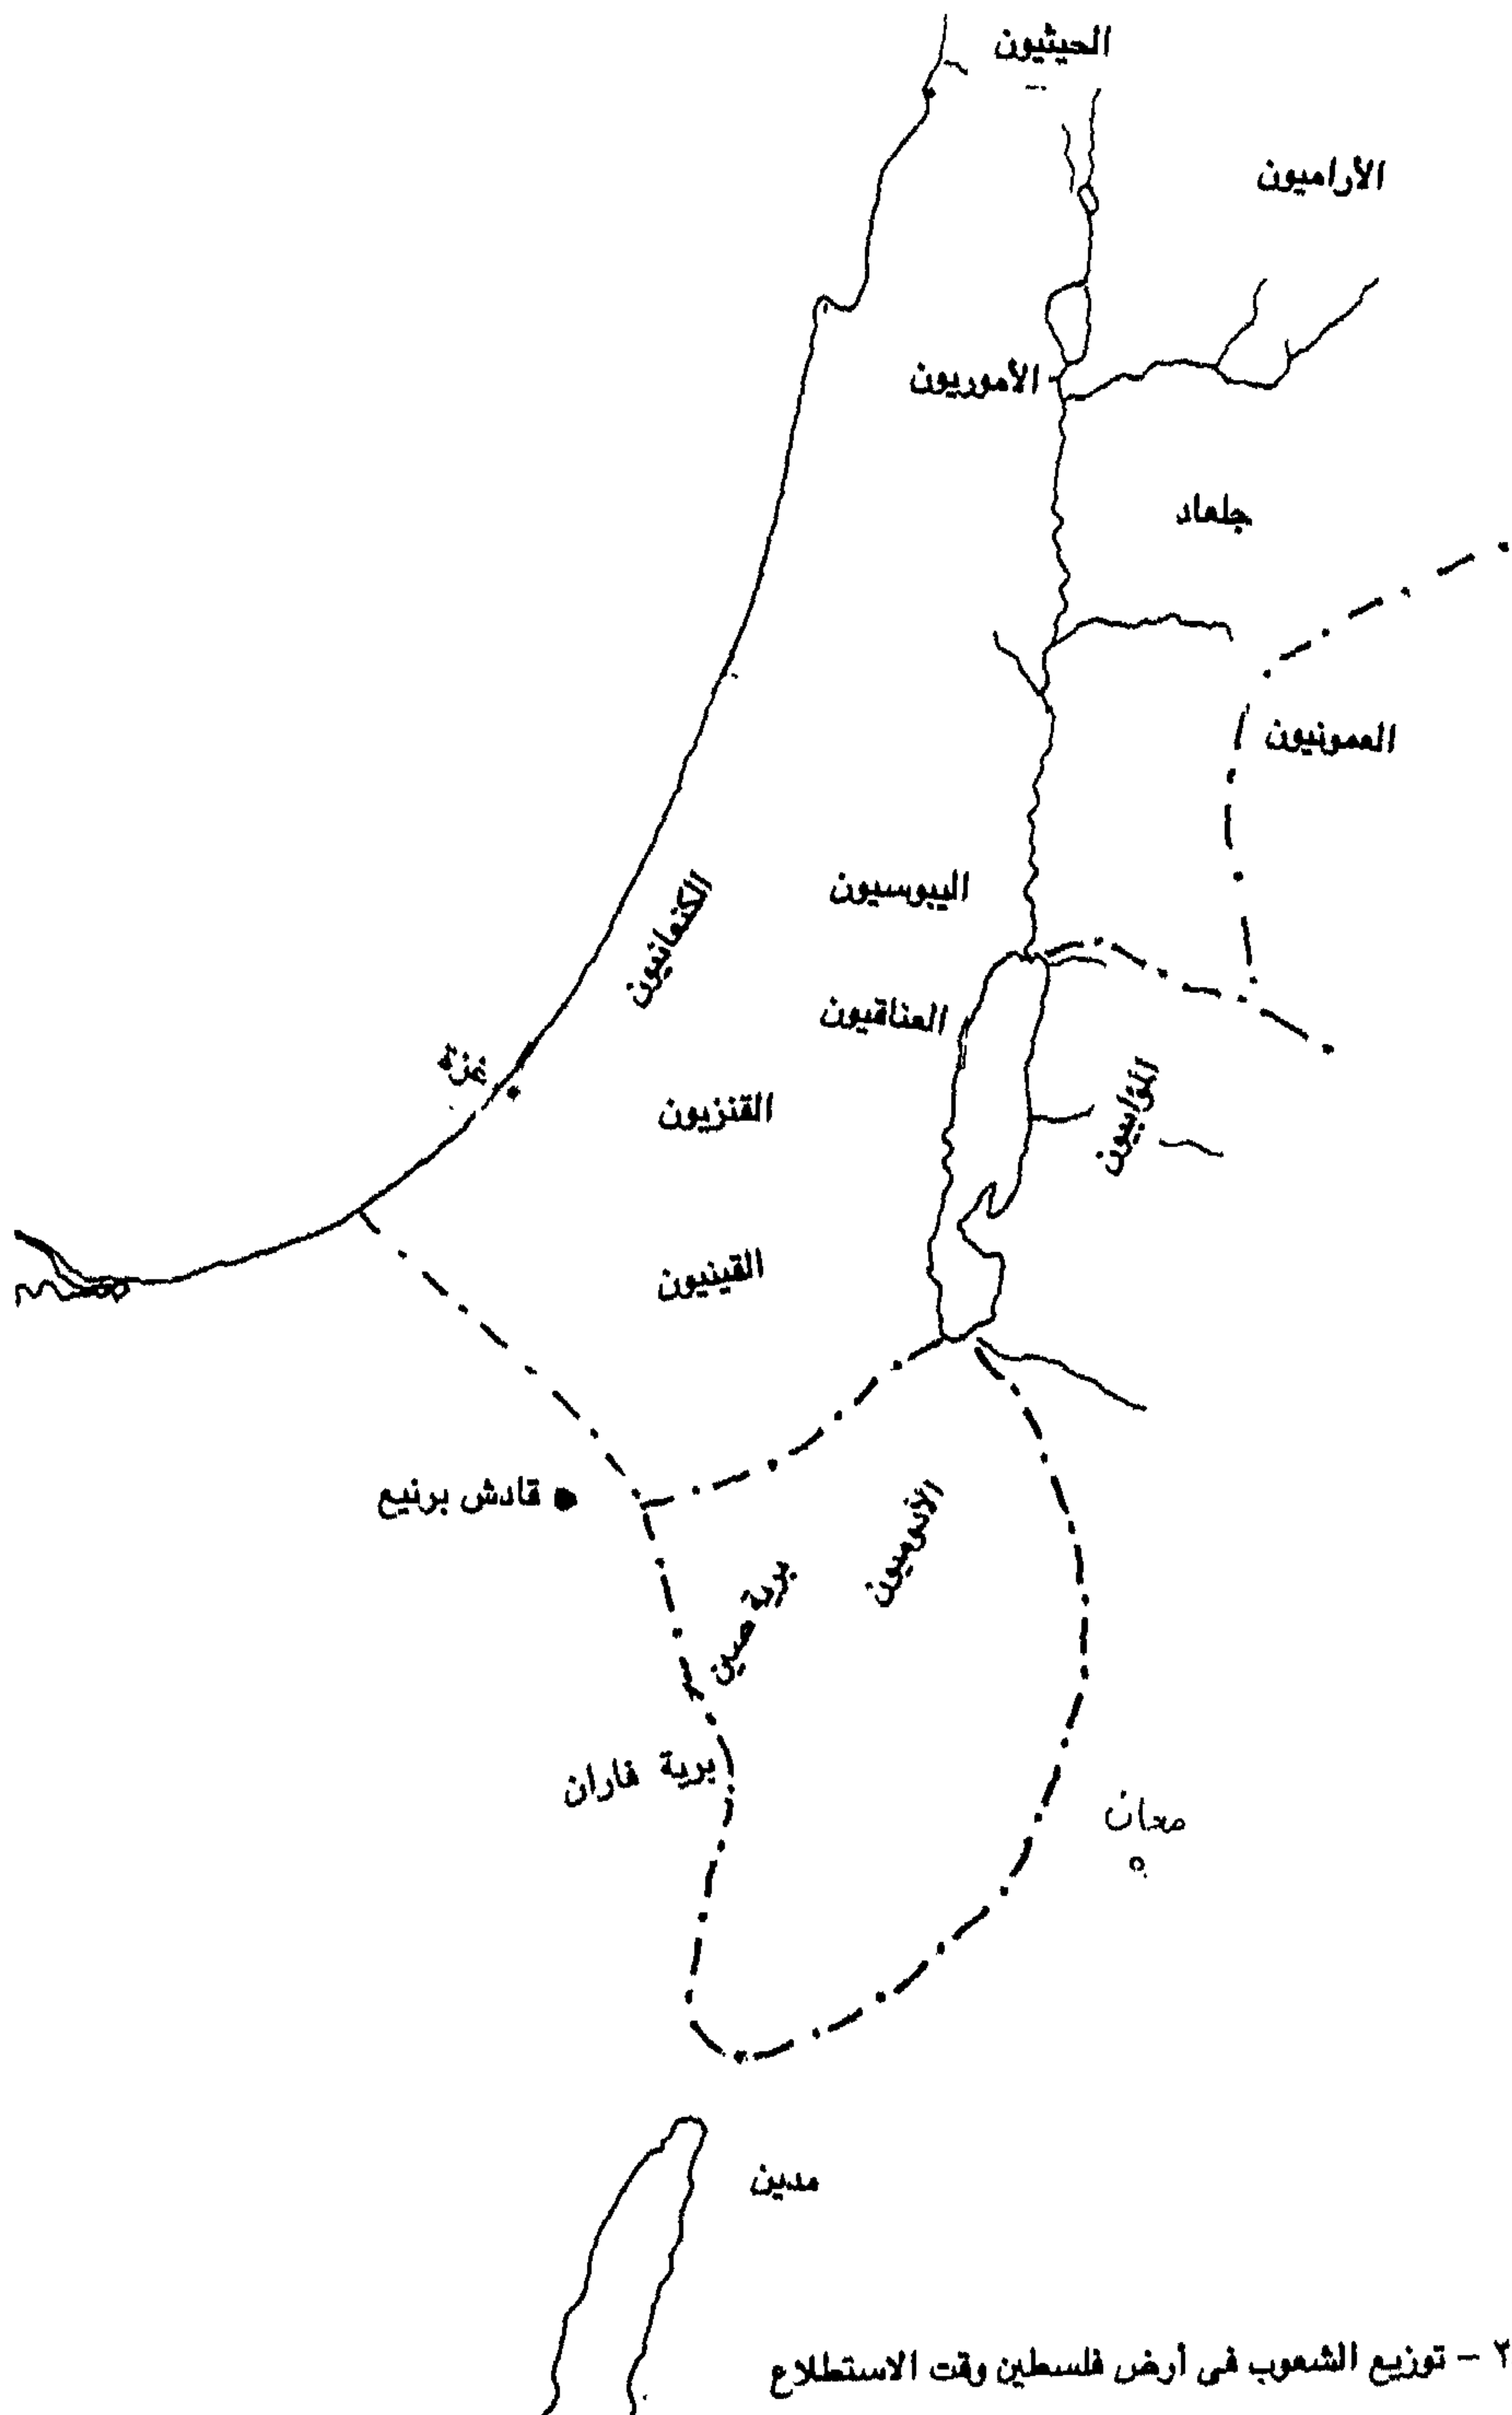 الحيثيون
الأراميون
الأموريون
جلعاد
العمونيون
الكنعانيون
اليبوسيون
العناقيون
غزة
القنزيون
المؤابيون
القينيون
قادش برنيع
الأدوميون
برية صين
برية فاران
معان
مدين
٢ - توزيع الشعوب فى أرض فلسطين وقت الاستطلاع